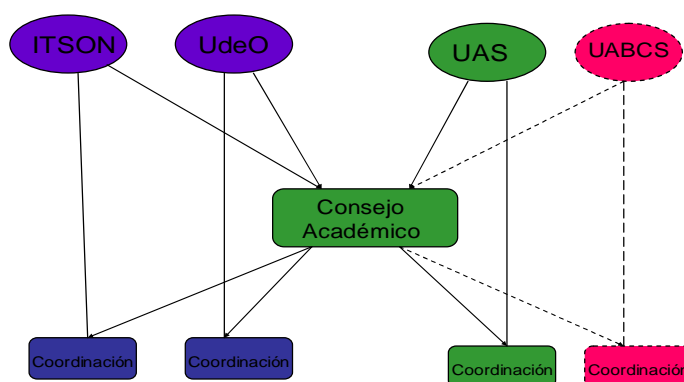 ITSON
UdeO
UAS
UABCS
Consejo
Académico
Coordinación
Coordinación
Coordinación
Coordinación